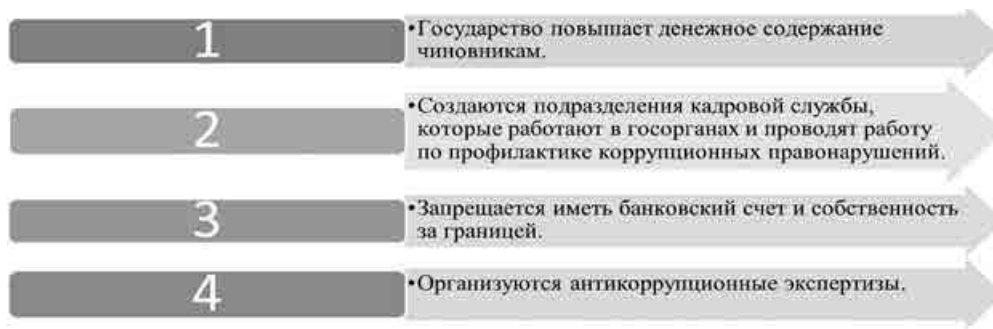 1
•Государство повышает денежное содержание
чиновникам.
2
•Создаются подразделения кадровой службы,
которые работают в госорганах и проводят работу
по профилактике коррупционных правонарушений.
3
•Запрещается иметь банковский счет и собственность
за границей.
4
•Организуются антикоррупционные экспертизы.